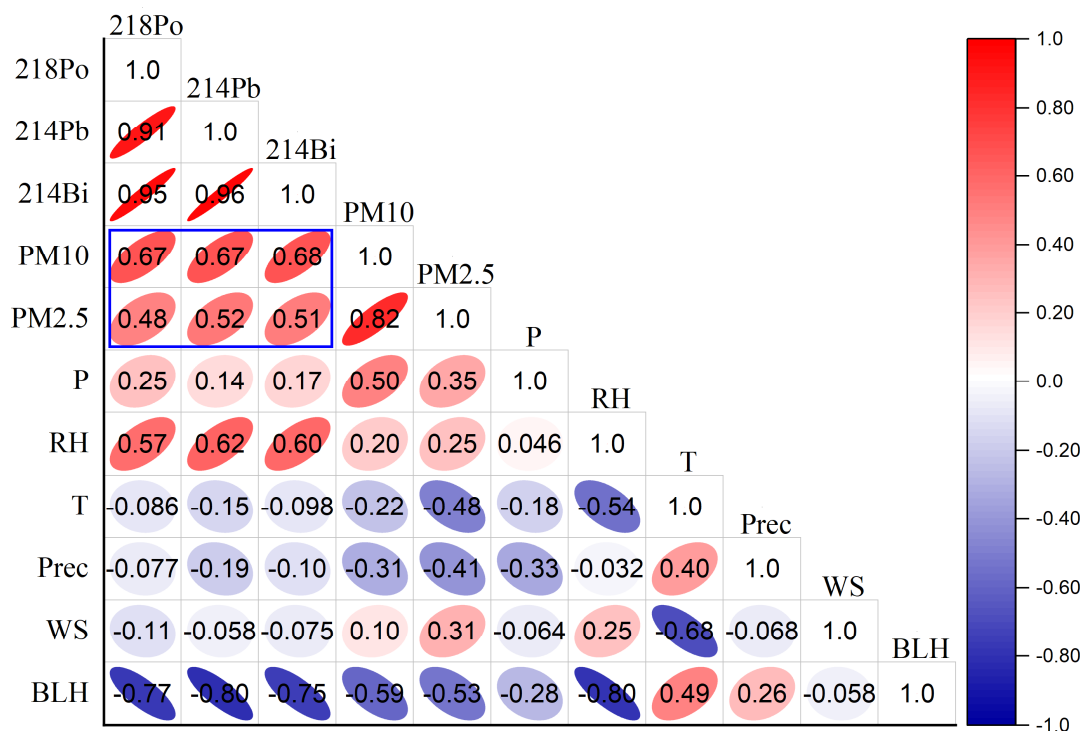 218Po
218Po 1.0
214Pb
214Pb 0.91 1.0
214Bi
214Bi 0.95 0.96 1.0
PM10
PM10 0.67 0.67 0.68 1.0
PM2.5
PM2.5 0.48 0.52 0.51 0.82 1.0
P
P 0.25 0.14 0.17 0.50 0.35 1.0
RH
RH 0.57 0.62 0.60 0.20 0.25 0.046 1.0
T
T -0.086 -0.15 -0.098 -0.22 -0.48 -0.18 -0.54 1.0
Prec
Prec -0.077 -0.19 -0.10 -0.31 -0.41 -0.33 -0.032 0.40 1.0
WS
WS -0.11 -0.058 -0.075 0.10 0.31 -0.064 0.25 -0.68 -0.068 1.0
BLH
BLH -0.77 -0.80 -0.75 -0.59 -0.53 -0.28 -0.80 0.49 0.26 -0.058 1.0
1.0
0.80
0.60
0.40
0.20
0.0
-0.20
-0.40
-0.60
-0.80
-1.0